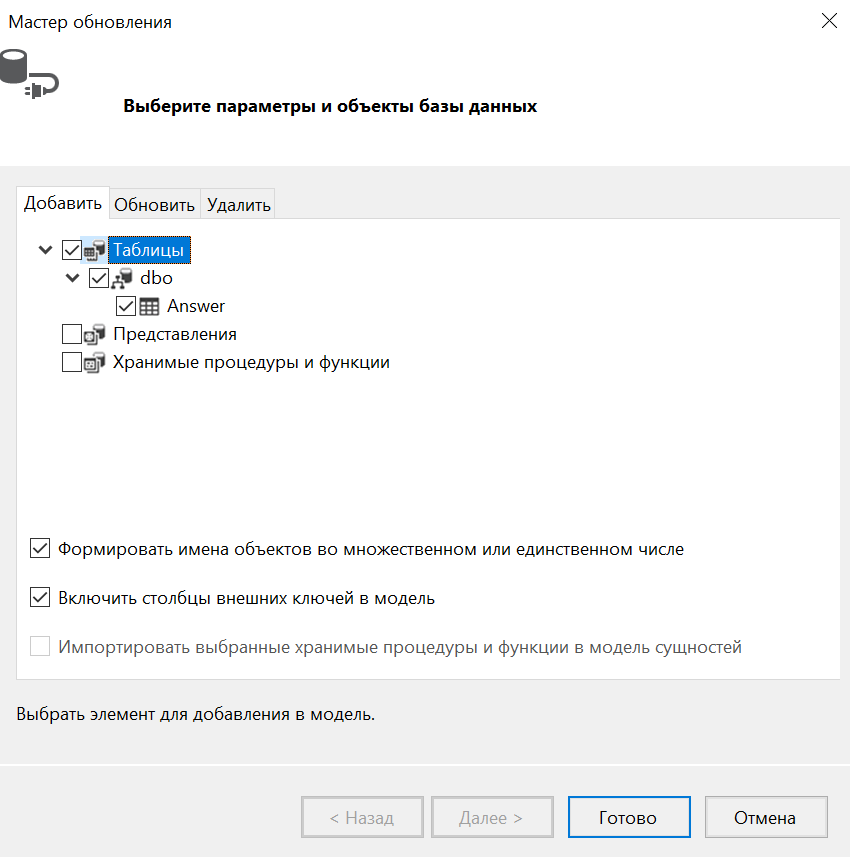 Мастер обновления
Выберите параметры и объекты базы данных
Добавить Обновить Удалить
Таблицы
dbo
Answer
Представления
Хранимые процедуры и функции
Формировать имена объектов во множественном или единственном числе
Включить столбцы внешних ключей в модель
Импортировать выбранные хранимые процедуры и функции в модель сущностей
Выбрать элемент для добавления в модель.
< Назад Далее > Готово Отмена